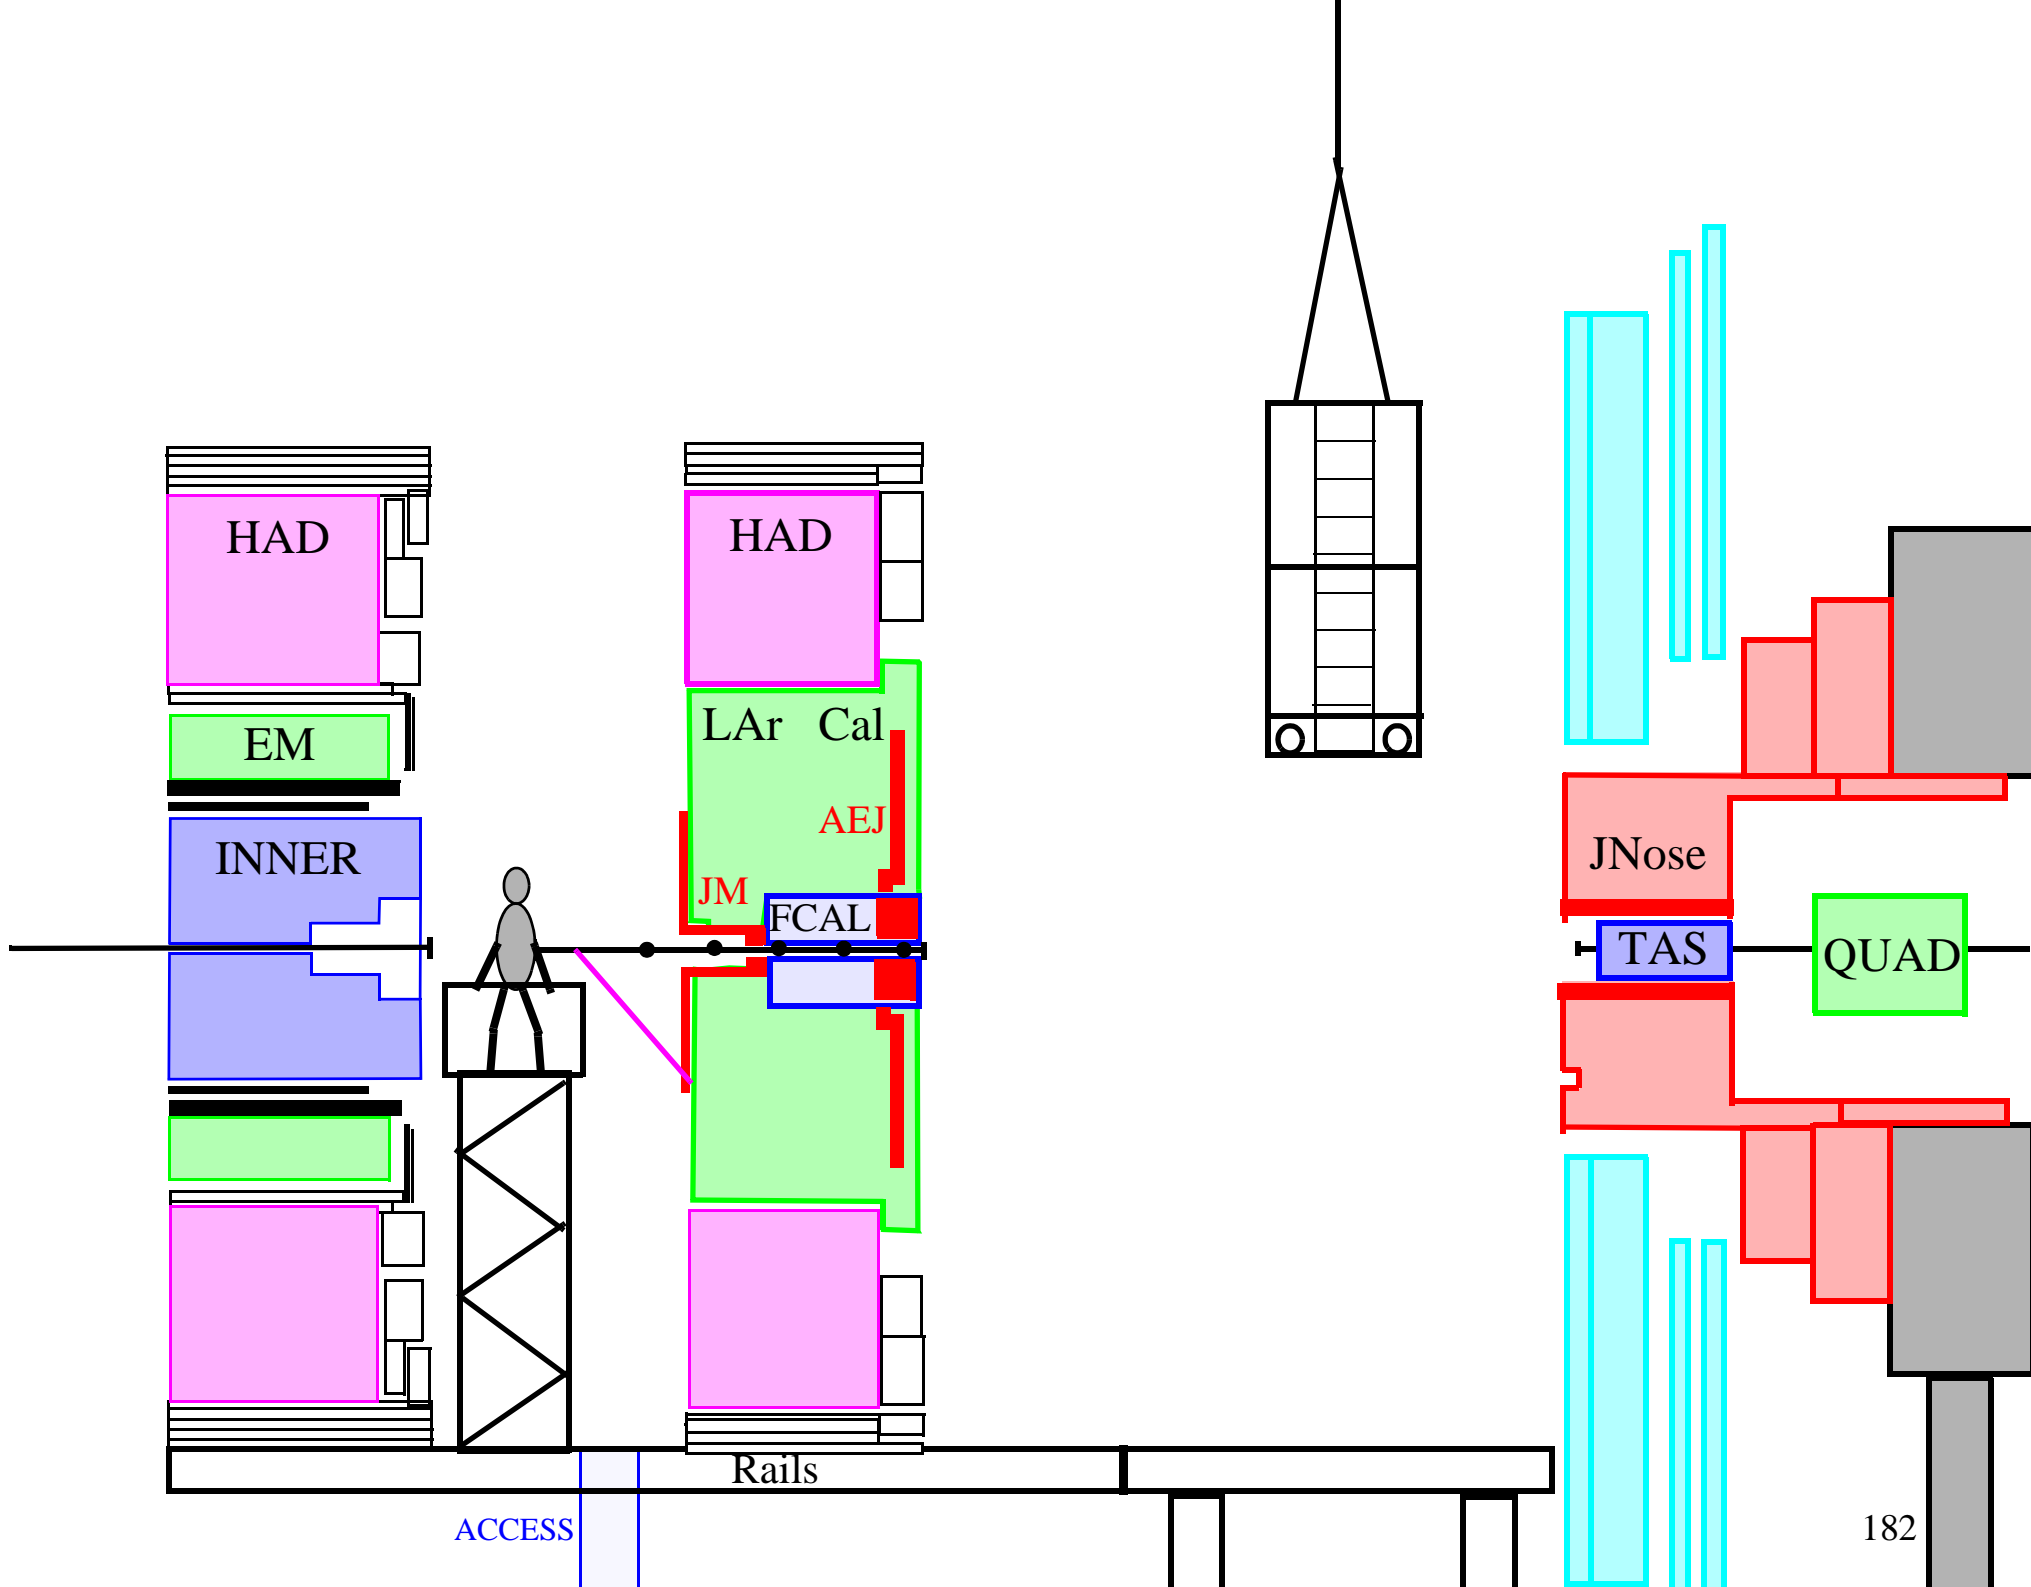 HAD
HAD
LAr Cal
EM
AEJ
INNER
JNose
JM
FCAL
TAS
QUAD
Rails
ACCESS
182